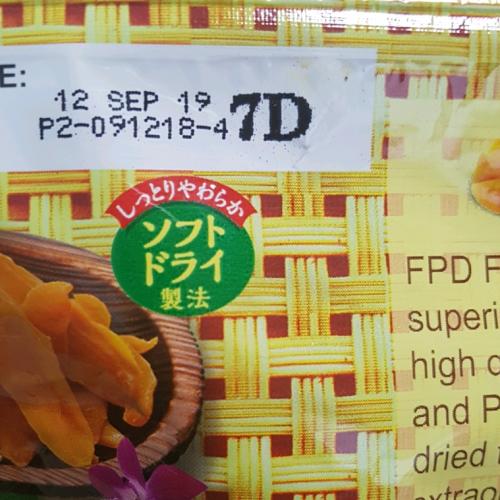 E:
12 SEP 19
P2-091218-4
7D
しっとりやわらか
ソフト
ドライ
製法
FPD F
superi
high
and P
dried